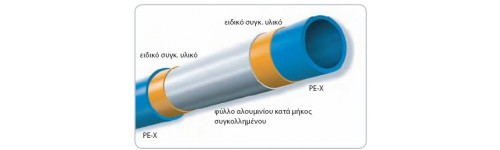 ειδικό συγκ. υλικό
ειδικό συγκ. υλικό
PE-X
φύλλο αλουμινίου κατά μήκος
συγκολλημένου
PE-X